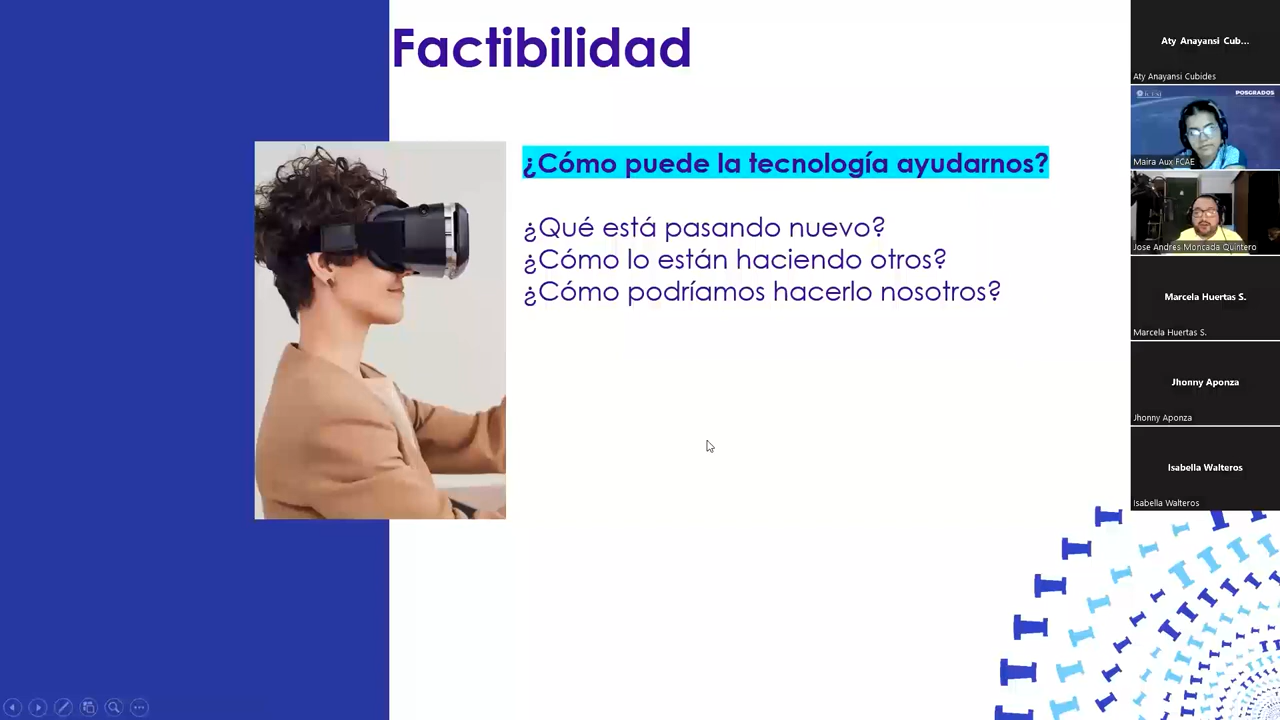 Factibilidad
¿Cómo puede la tecnología ayudarnos?
¿Qué está pasando nuevo?
¿Cómo lo están haciendo otros?
¿Cómo podríamos hacerlo nosotros?
Aty Anayansi Cub...
Aty Anayansi Cubides
ICESI
POSGRADOS
Maira Aux FCAE
Jose Andres Moncada Quintero
Marcela Huertas S.
Marcela Huertas S.
Jhonny Aponza
Jhonny Aponza
Isabella Walteros
Isabella Walteros